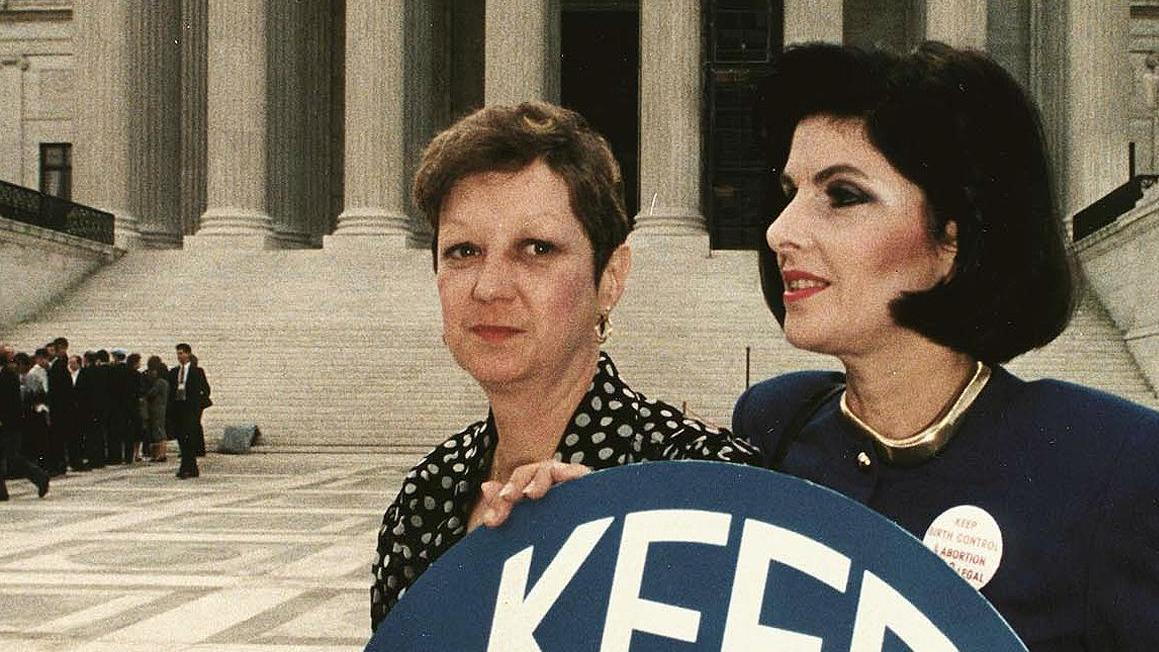 KEEP
KEEP
BIRTH CONTROL
& ABORTION
LEGAL